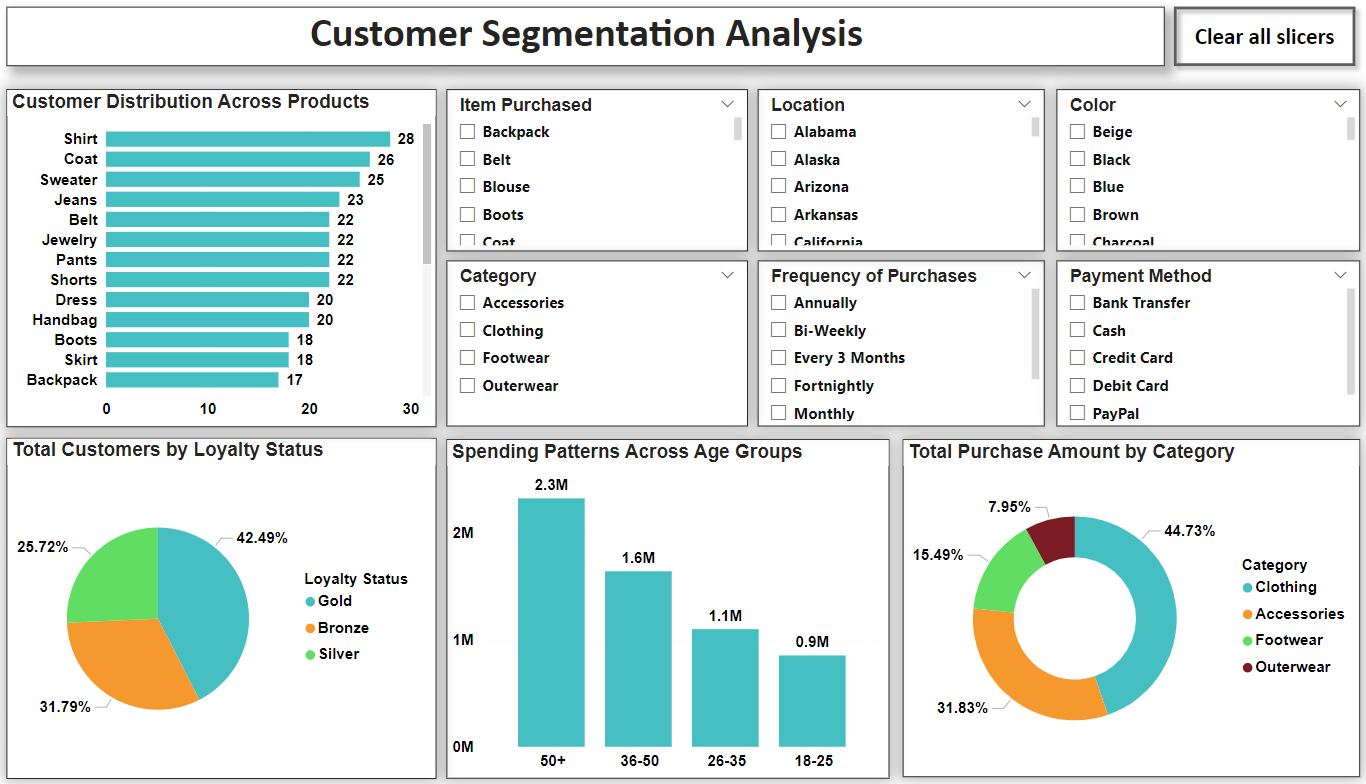 Customer Segmentation Analysis
Clear all slicers
Customer Distribution Across Products
Shirt 28
Coat 26
Sweater 25
Jeans 23
Belt 22
Jewelry 22
Pants 22
Shorts 22
Dress 20
Handbag 20
Boots 18
Skirt 18
Backpack 17
0 10 20 30
Item Purchased
Backpack
Belt
Blouse
Boots
Coat
Location
Alabama
Alaska
Arizona
Arkansas
California
Color
Beige
Black
Blue
Brown
Charcoal
Category
Accessories
Clothing
Footwear
Outerwear
Frequency of Purchases
Annually
Bi-Weekly
Every 3 Months
Fortnightly
Monthly
Payment Method
Bank Transfer
Cash
Credit Card
Debit Card
PayPal
Total Customers by Loyalty Status
42.49%
25.72%
31.79%
Loyalty Status
Gold
Bronze
Silver
Spending Patterns Across Age Groups
2.3M
2M
1.6M
1.1M
1M
0.9M
0M
50+ 36-50 26-35 18-25
Total Purchase Amount by Category
7.95%
44.73%
15.49%
31.83%
Category
Clothing
Accessories
Footwear
Outerwear